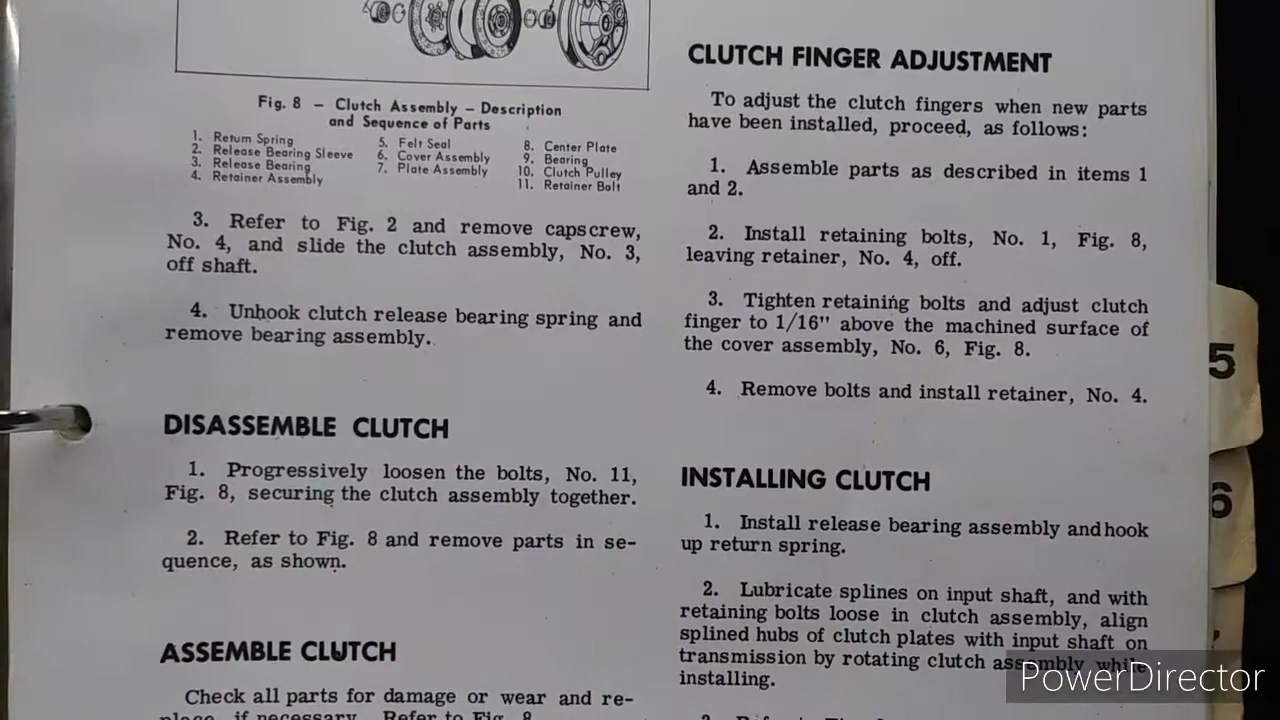 Fig. 8 – Clutch Assembly – Description
and Sequence of Parts
1. Return Spring
2. Release Bearing Sleeve
3. Release Bearing
4. Retainer Assembly
5. Felt Seal
6. Cover Assembly
7. Plate Assembly
8. Center Plate
9. Bearing
10. Clutch Pulley
11. Retainer Bolt
3. Refer to Fig. 2 and remove capscrew,
No. 4, and slide the clutch assembly, No. 3,
off shaft.
4. Unhook clutch release bearing spring and
remove bearing assembly.
DISASSEMBLE CLUTCH
1. Progressively loosen the bolts, No. 11,
Fig. 8, securing the clutch assembly together.
2. Refer to Fig. 8 and remove parts in se-
quence, as shown.
ASSEMBLE CLUTCH
Check all parts for damage or wear and re-
place, if necessary. Refer to Fig. 8
CLUTCH FINGER ADJUSTMENT
To adjust the clutch fingers when new parts
have been installed, proceed, as follows:
1. Assemble parts as described in items 1
and 2.
2. Install retaining bolts, No. 1, Fig. 8,
leaving retainer, No. 4, off.
3. Tighten retaining bolts and adjust clutch
finger to 1/16" above the machined surface of
the cover assembly, No. 6, Fig. 8.
4. Remove bolts and install retainer, No. 4.
INSTALLING CLUTCH
1. Install release bearing assembly and hook
up return spring.
2. Lubricate splines on input shaft, and with
retaining bolts loose in clutch assembly, align
splined hubs of clutch plates with input shaft on
transmission by rotating clutch assembly while
installing.
5
6
PowerDirector